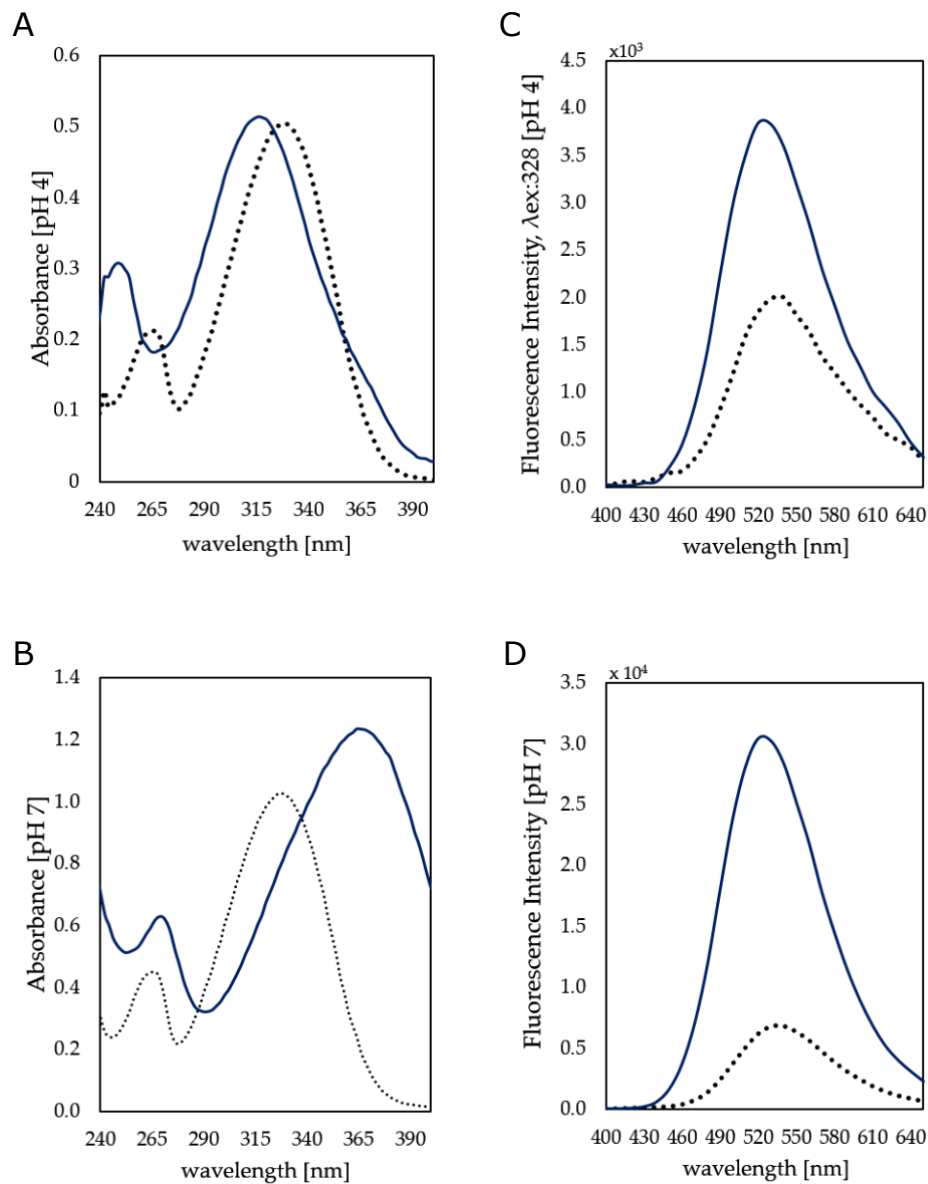 A
Absorbance [pH 4]
0.6
0.5
0.4
0.3
0.2
0.1
0
240 265 290 315 340 365 390
wavelength [nm]
C
x10³
Fluorescence Intensity, λex:328 [pH 4]
4.5
4.0
3.5
3.0
2.5
2.0
1.5
1.0
0.5
0.0
400 430 460 490 520 550 580 610 640
wavelength [nm]
B
Absorbance [pH 7]
1.4
1.2
1.0
0.8
0.6
0.4
0.2
0.0
240 265 290 315 340 365 390
wavelength [nm]
D
x 10⁴
Fluorescence Intensity [pH 7]
3.5
3.0
2.5
2.0
1.5
1.0
0.5
0.0
400 430 460 490 520 550 580 610 640
wavelength [nm]